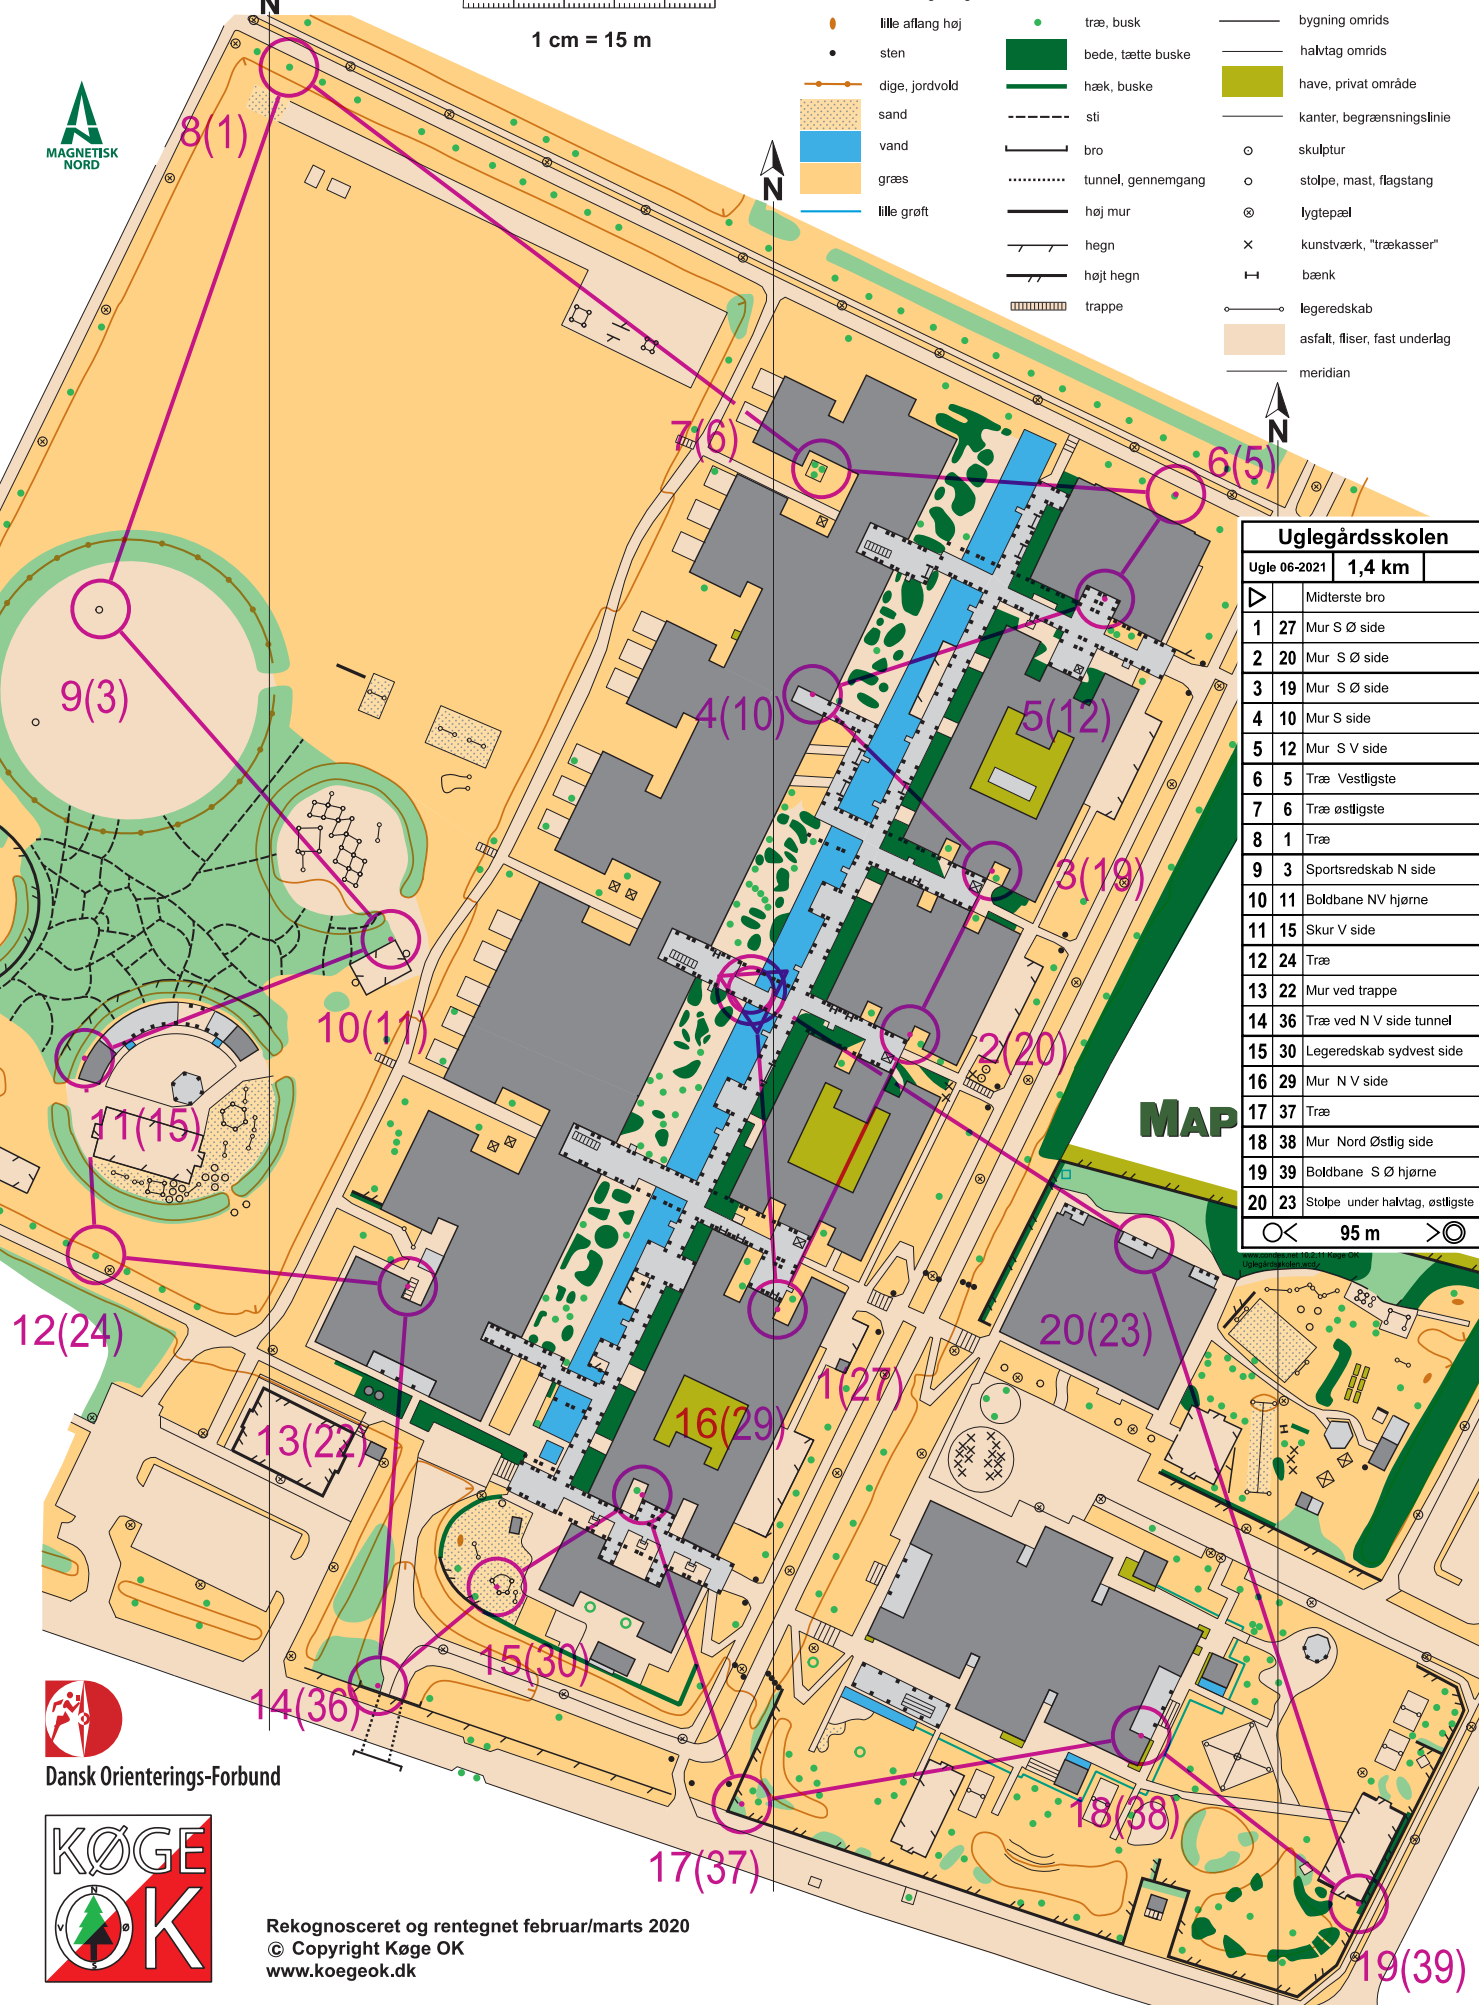 N
1 cm = 15 m
MAGNETISK
NORD
lille aflang høj
sten
dige, jordvold
sand
vand
græs
lille grøft
træ, busk
bede, tætte buske
hæk, buske
sti
bro
tunnel, gennemgang
høj mur
hegn
højt hegn
trappe
bygning omrids
halvtag omrids
have, privat område
kanter, begrænsningslinie
skulptur
stolpe, mast, flagstang
lygtepæl
kunstværk, "trækasser"
bænk
legeredskab
asfalt, fliser, fast underlag
meridian
N
N
8(1)
7(6)
6(5)
9(3)
4(10)
5(12)
3(19)
10(11)
2(20)
11(15)
12(24)
20(23)
1(27)
13(22)
16(29)
15(30)
14(36)
18(38)
17(37)
19(39)
MAP
Uglegårdsskolen
Ugle 06-2021 1,4 km
Midterste bro
1 27 Mur S Ø side
2 20 Mur S Ø side
3 19 Mur S Ø side
4 10 Mur S side
5 12 Mur S V side
6 5 Træ Vestligste
7 6 Træ østligste
8 1 Træ
9 3 Sportsredskab N side
10 11 Boldbane NV hjørne
11 15 Skur V side
12 24 Træ
13 22 Mur ved trappe
14 36 Træ ved N V side tunnel
15 30 Legeredskab sydvest side
16 29 Mur N V side
17 37 Træ
18 38 Mur Nord Østlig side
19 39 Boldbane S Ø hjørne
20 23 Stolpe under halvtag, østligste
95 m
www.condes.net 10.2.11 Køge OK
Uglegårdsskolen.wcd
Dansk Orienterings-Forbund
KØGE
OK
N
V
Ø
S
Rekognosceret og rentegnet februar/marts 2020
© Copyright Køge OK
www.koegeok.dk